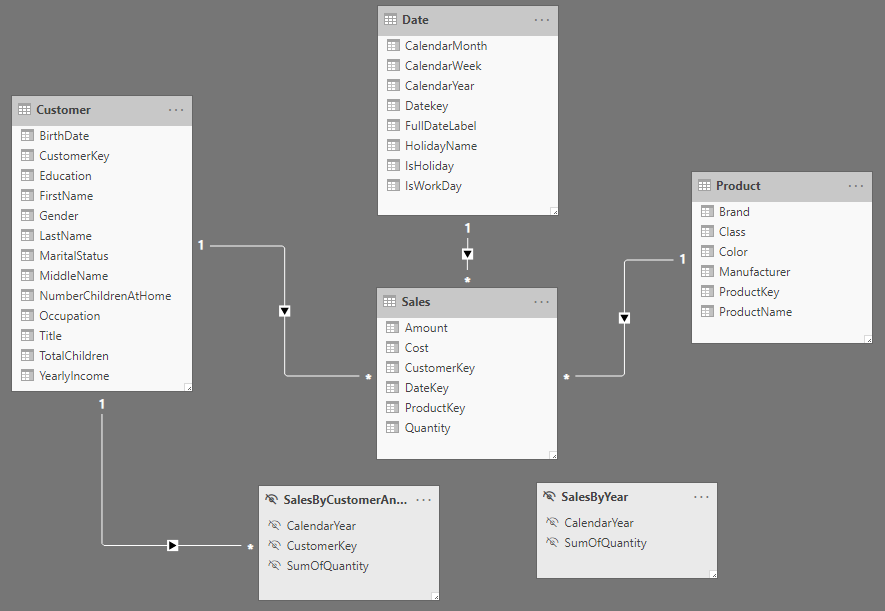 Date
CalendarMonth
CalendarWeek
CalendarYear
Datekey
FullDateLabel
HolidayName
IsHoliday
IsWorkDay
1
*
Customer
BirthDate
CustomerKey
Education
FirstName
Gender
LastName
MaritalStatus
MiddleName
NumberChildrenAtHome
Occupation
Title
TotalChildren
YearlyIncome
1
*
1
*
Product
Brand
Class
Color
Manufacturer
ProductKey
ProductName
1
*
Sales
Amount
Cost
CustomerKey
DateKey
ProductKey
Quantity
SalesByCustomerAn...
CalendarYear
CustomerKey
SumOfQuantity
SalesByYear
CalendarYear
SumOfQuantity